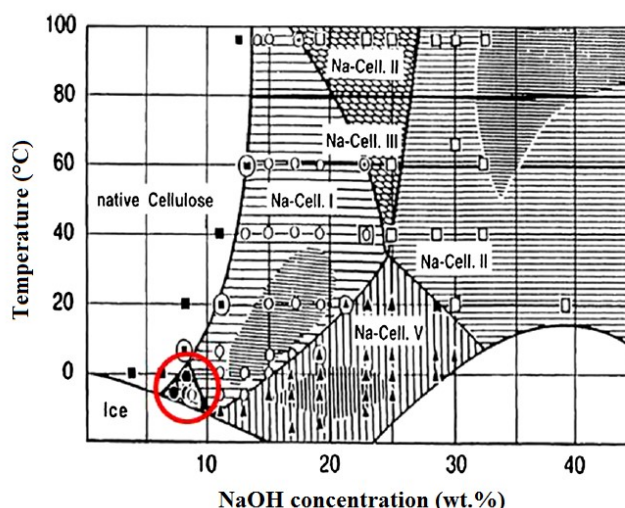 100
80
60
40
20
0
Temperature (°C)
Na-Cell. II
Na-Cell. III
native Cellulose
Na-Cell. I
Na-Cell. II
Na-Cell. V
Ice
10
20
30
40
NaOH concentration (wt.%)